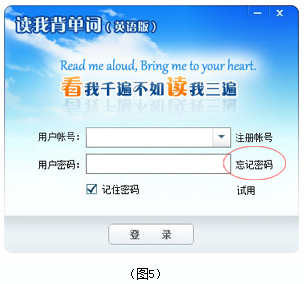 读我背单词（英语版）
Read me aloud, Bring me to your heart.
看我千遍不如读我三遍
用户帐号： 注册帐号
用户密码： 忘记密码
记住密码 试用
登 录
（图5）